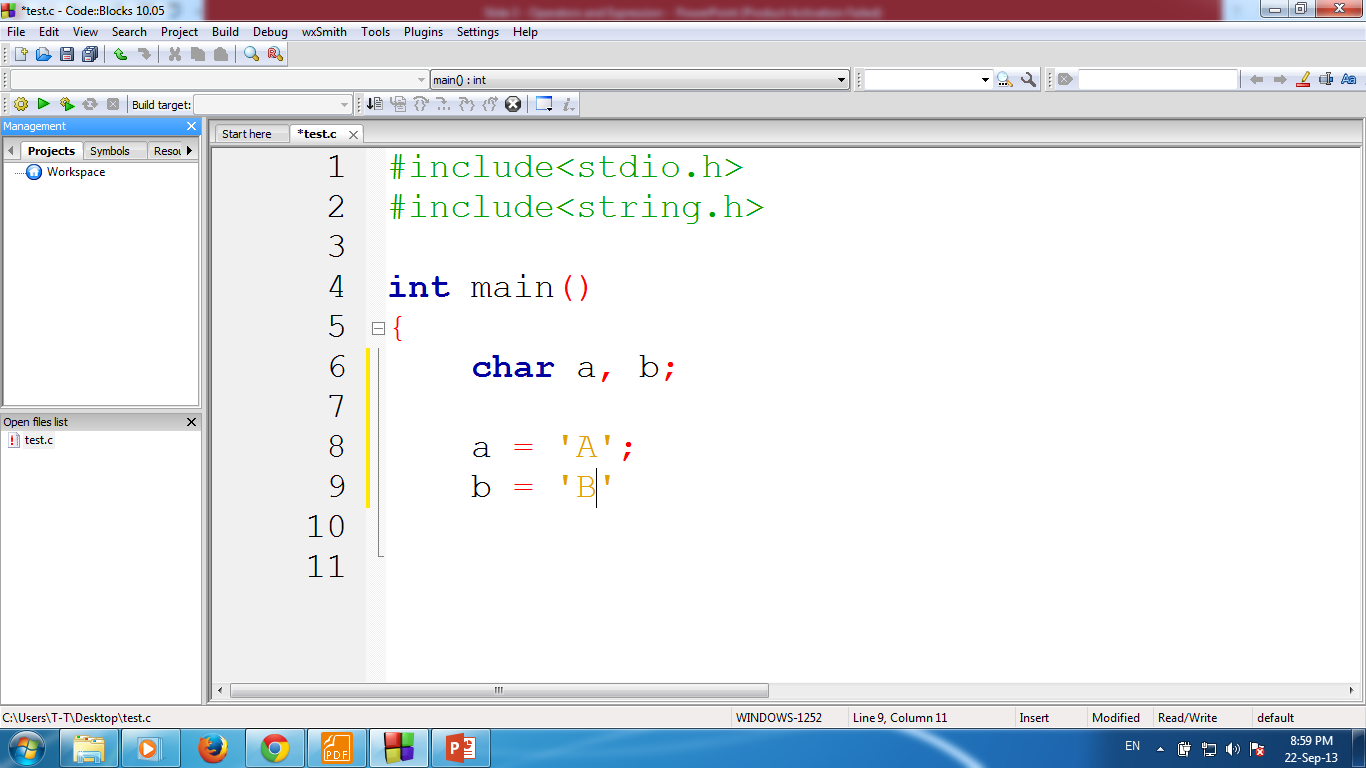 *test.c - Code::Blocks 10.05
File Edit View Search Project Build Debug wxSmith Tools Plugins Settings Help
main() : int
Build target:
Management
Projects Symbols Resou
Workspace
Open files list
test.c
Start here *test.c
1 #include<stdio.h>
2 #include<string.h>
3
4 int main()
5 {
6 char a, b;
7
8 a = 'A';
9 b = 'B'
10
11
C:\Users\T-T\Desktop\test.c WINDOWS-1252 Line 9, Column 11 Insert Modified Read/Write default
PDF
EN 8:59 PM
22-Sep-13